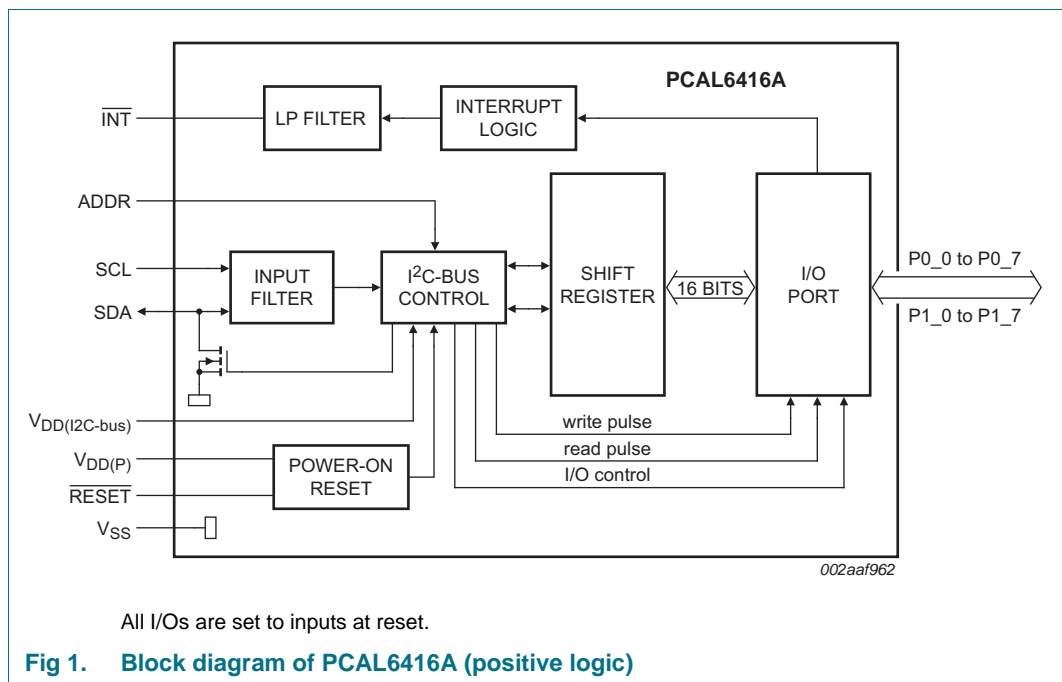 PCAL6416A
INT
LP FILTER
INTERRUPT
LOGIC
ADDR
SCL
SDA
INPUT
FILTER
I²C-BUS
CONTROL
SHIFT
REGISTER
16 BITS
I/O
PORT
P0_0 to P0_7
P1_0 to P1_7
VDD(I2C-bus)
VDD(P)
RESET
VSS
POWER-ON
RESET
write pulse
read pulse
I/O control
002aaf962
All I/Os are set to inputs at reset.
Fig 1. Block diagram of PCAL6416A (positive logic)